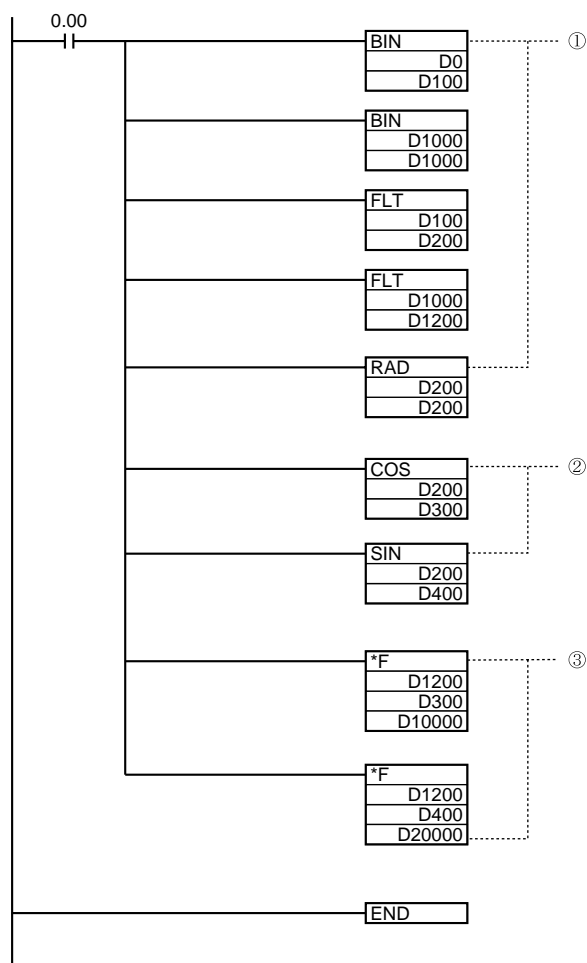 0.00
BIN
D0
D100
①
BIN
D1000
D1000
FLT
D100
D200
FLT
D1000
D1200
RAD
D200
D200
COS
D200
D300
②
SIN
D200
D400
*F
D1200
D300
D10000
③
*F
D1200
D400
D20000
END